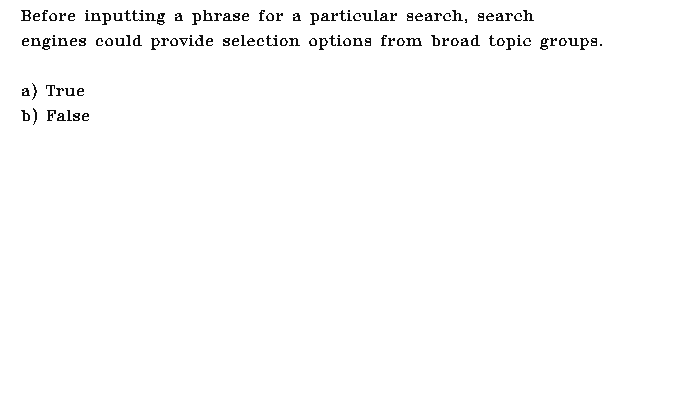 Before inputting a phrase for a particular search, search
engines could provide selection options from broad topic groups.
a) True
b) False